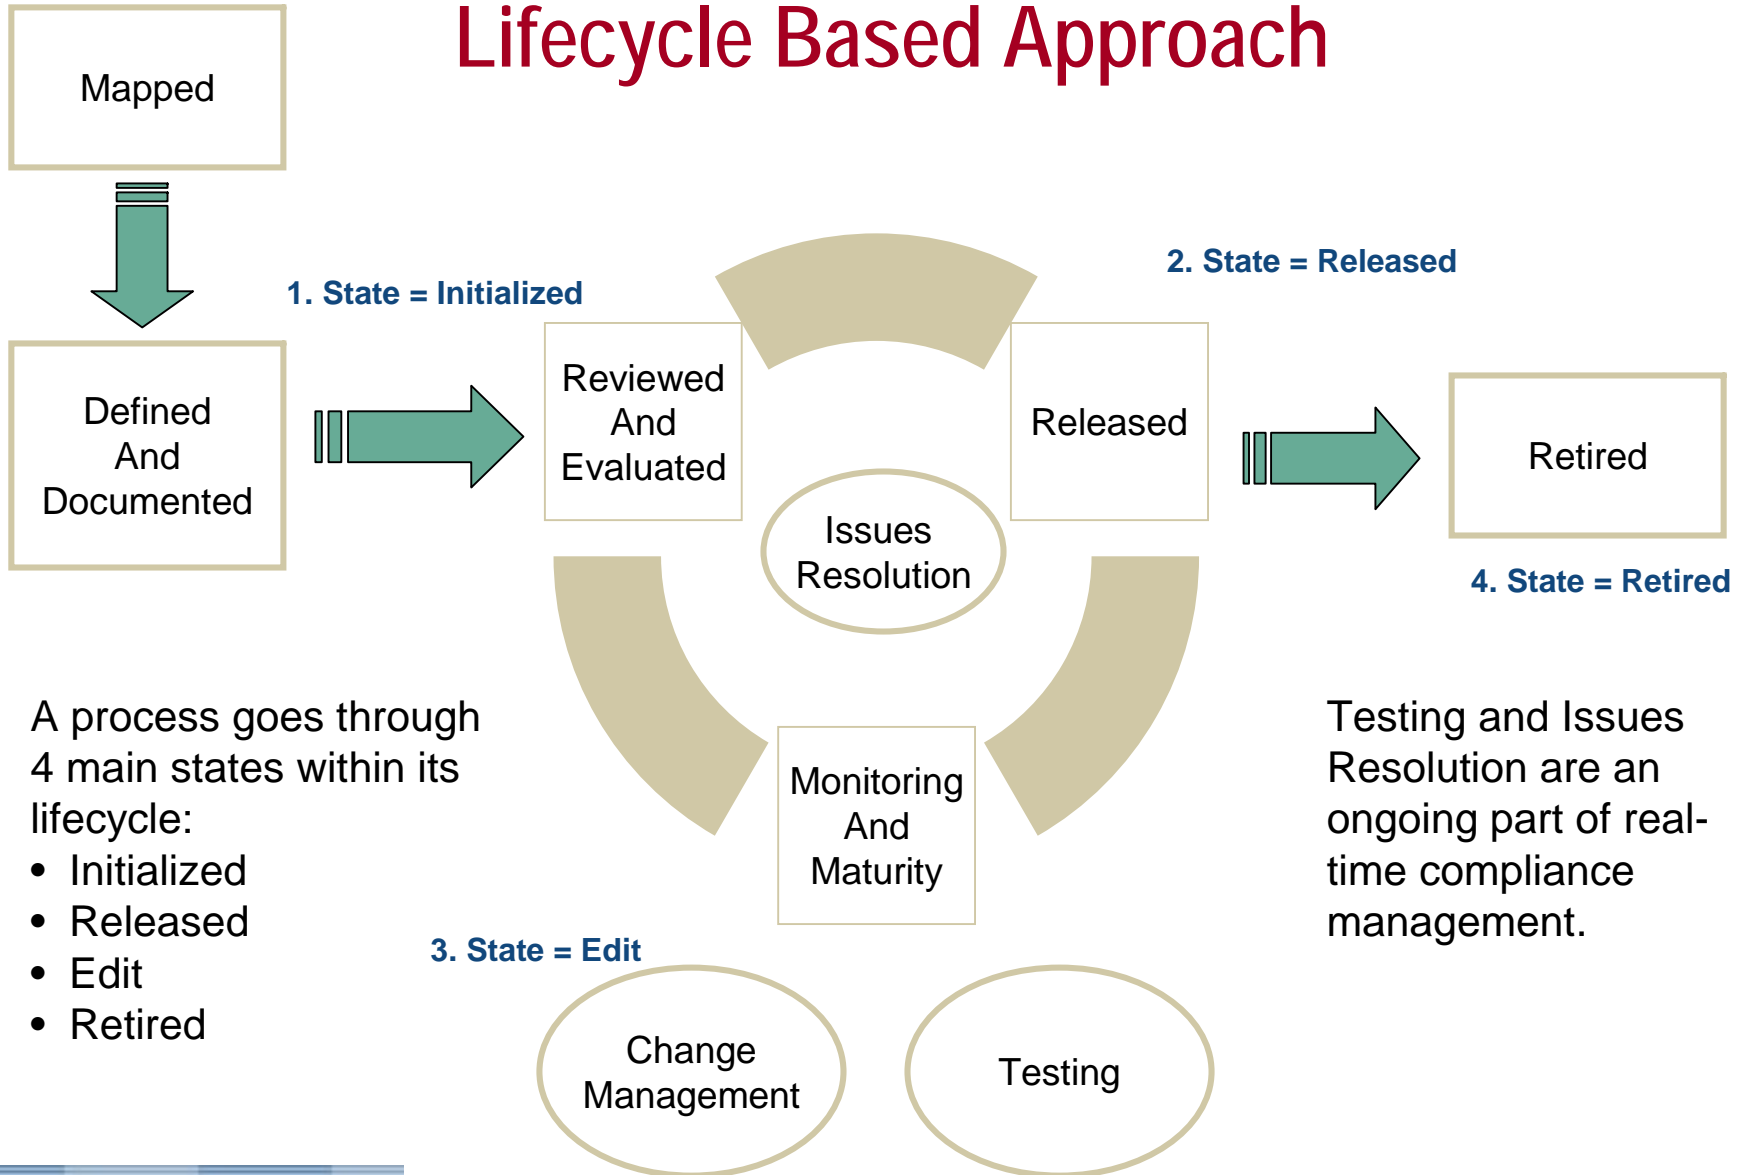 Lifecycle Based Approach
Mapped
Defined
And
Documented
1. State = Initialized
Reviewed
And
Evaluated
2. State = Released
Released
Issues
Resolution
Retired
4. State = Retired
Monitoring
And
Maturity
3. State = Edit
Change
Management
Testing
A process goes through
4 main states within its
lifecycle:
• Initialized
• Released
• Edit
• Retired
Testing and Issues
Resolution are an
ongoing part of real-
time compliance
management.